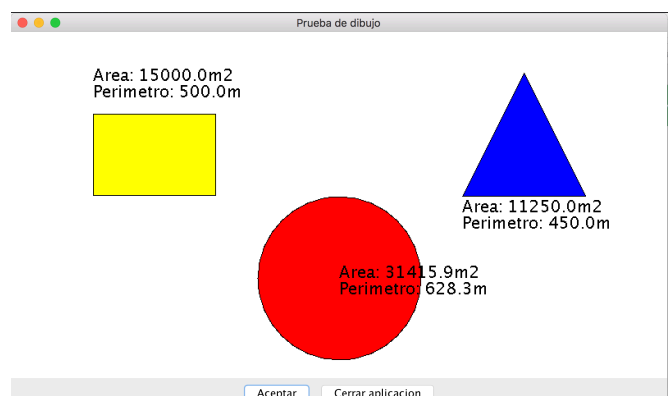 Prueba de dibujo
Area: 15000.0m2
Perimetro: 500.0m
Area: 11250.0m2
Perimetro: 450.0m
Area: 31415.9m2
Perimetro: 628.3m
Aceptar
Cerrar aplicacion